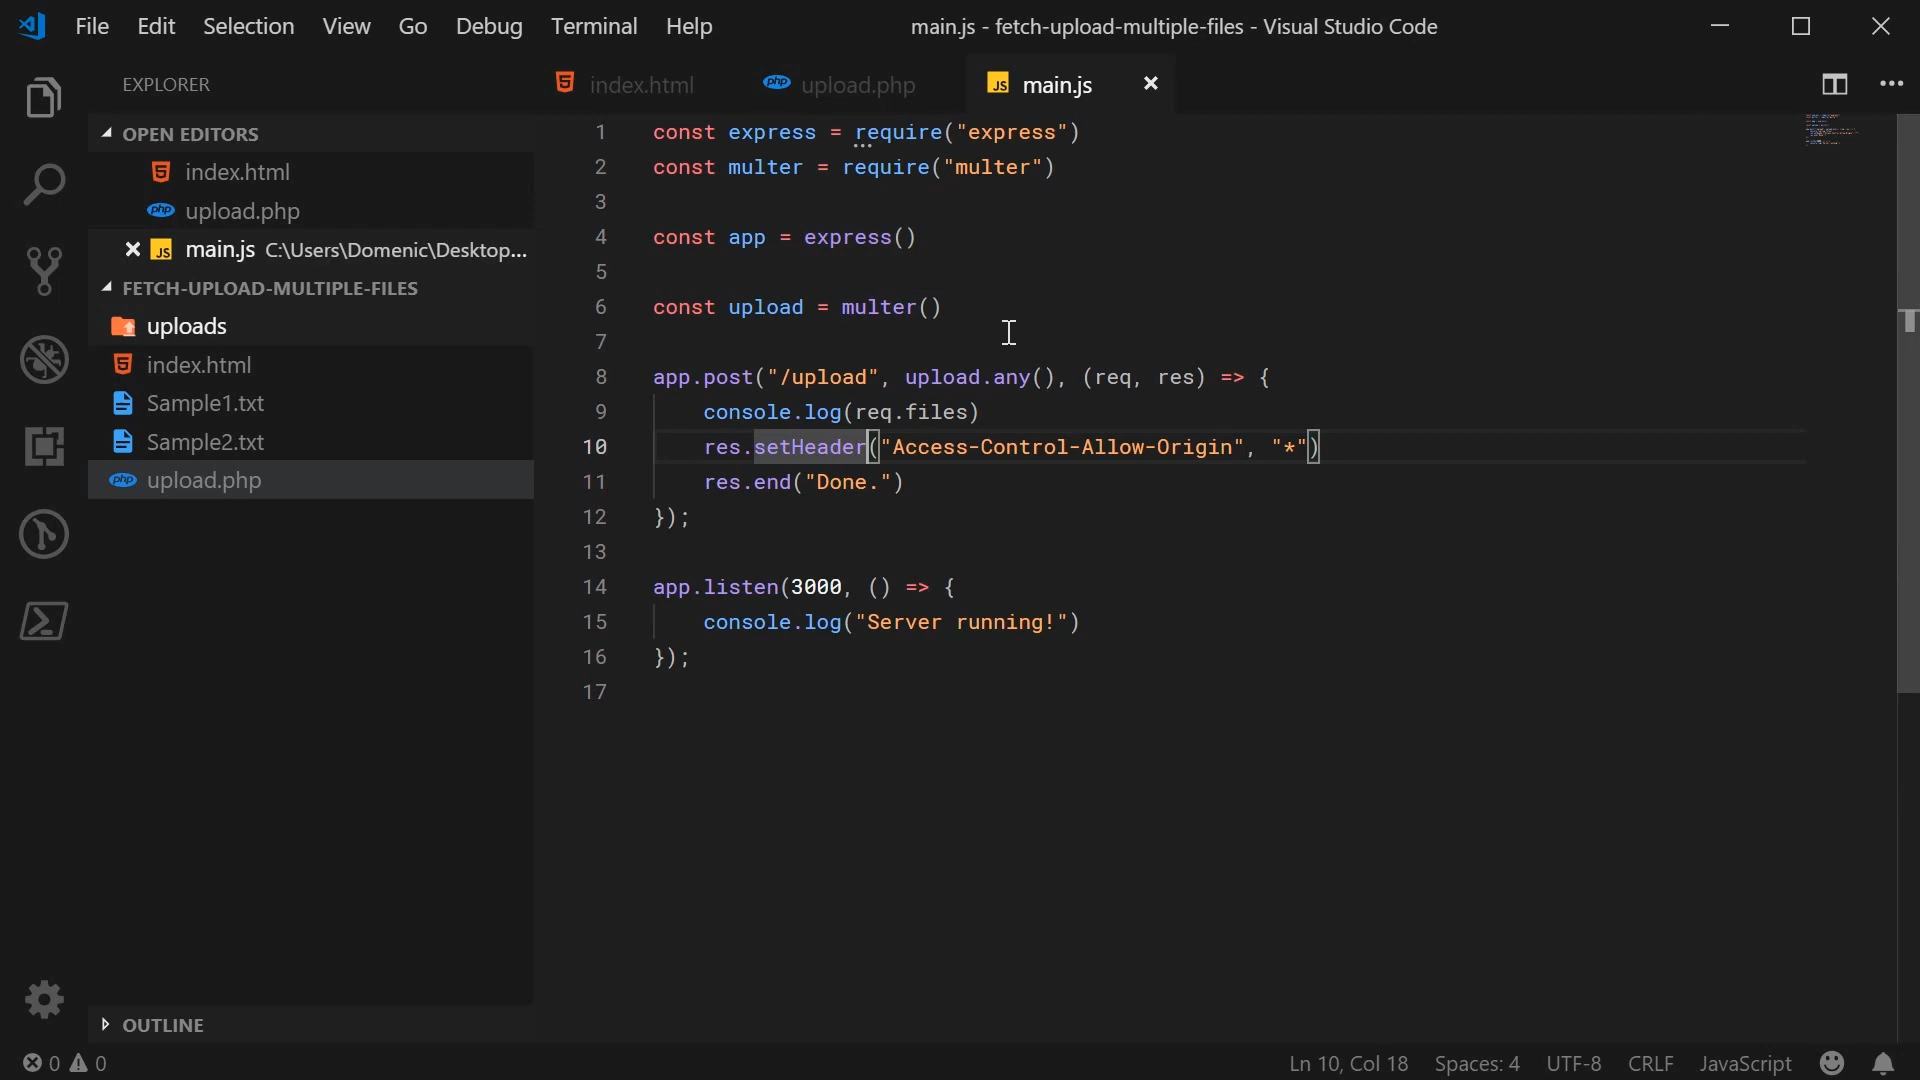 File Edit Selection View Go Debug Terminal Help
main.js - fetch-upload-multiple-files - Visual Studio Code
EXPLORER
OPEN EDITORS
index.html
upload.php
main.js C:\Users\Domenic\Desktop...
FETCH-UPLOAD-MULTIPLE-FILES
uploads
index.html
Sample1.txt
Sample2.txt
upload.php
OUTLINE
index.html
upload.php
main.js
1 const express = require("express")
2 const multer = require("multer")
3
4 const app = express()
5
6 const upload = multer()
7
8 app.post("/upload", upload.any(), (req, res) => {
9 console.log(req.files)
10 res.setHeader("Access-Control-Allow-Origin", "*")
11 res.end("Done.")
12 });
13
14 app.listen(3000, () => {
15 console.log("Server running!")
16 });
17
0 0
Ln 10, Col 18 Spaces: 4 UTF-8 CRLF JavaScript